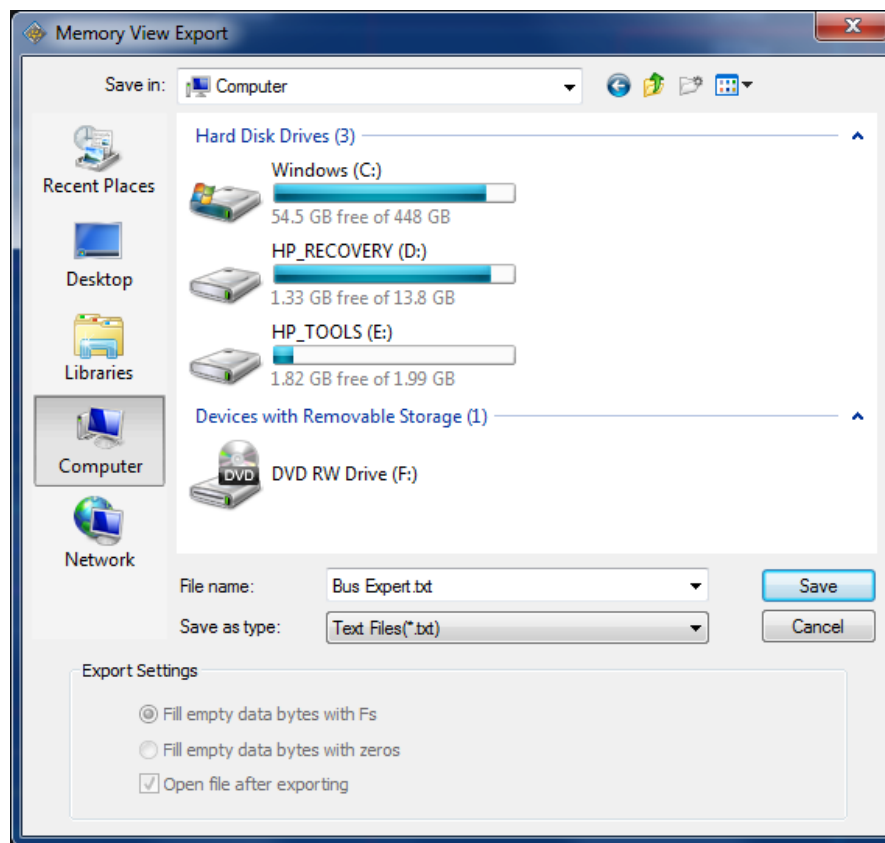 Memory View Export
Save in:
Computer
Recent Places
Desktop
Libraries
Computer
Network
Hard Disk Drives (3)
Windows (C:)
54.5 GB free of 448 GB
HP_RECOVERY (D:)
1.33 GB free of 13.8 GB
HP_TOOLS (E:)
1.82 GB free of 1.99 GB
Devices with Removable Storage (1)
DVD
DVD RW Drive (F:)
File name:
Bus Expert.txt
Save
Save as type:
Text Files(*.txt)
Cancel
Export Settings
Fill empty data bytes with Fs
Fill empty data bytes with zeros
Open file after exporting